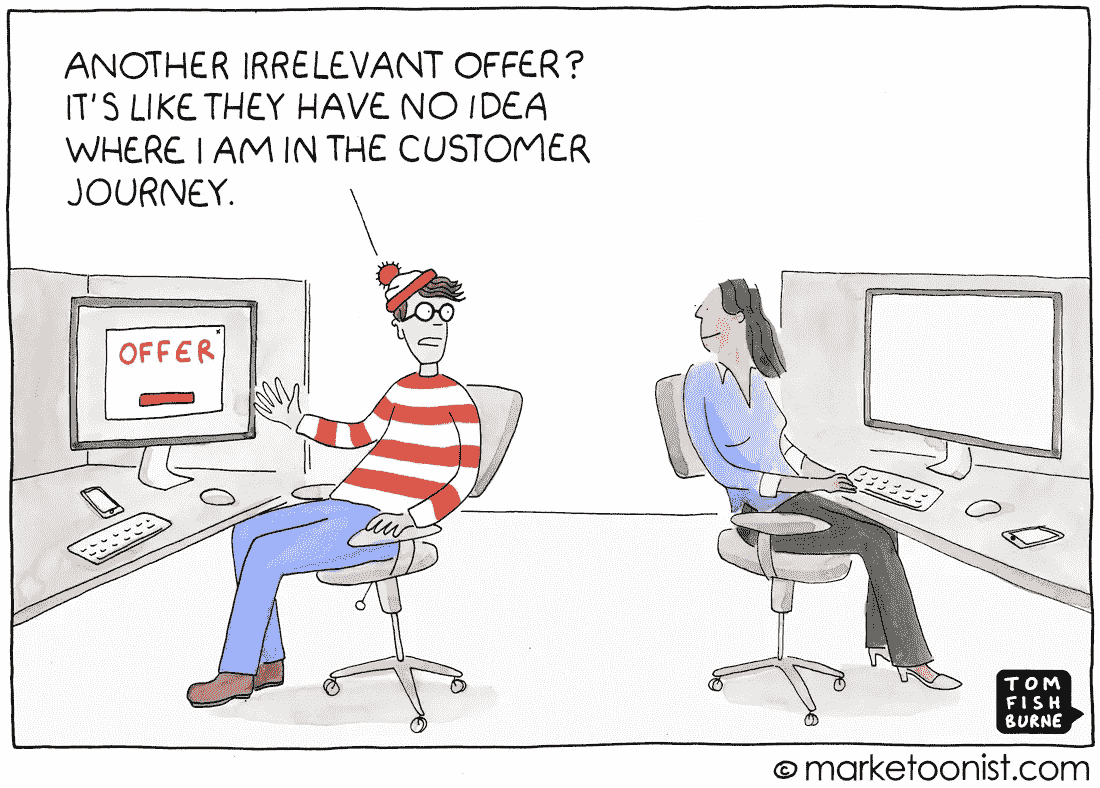 ANOTHER IRRELEVANT OFFER?
IT'S LIKE THEY HAVE NO IDEA
WHERE I AM IN THE CUSTOMER
JOURNEY.
OFFER
x
TOM
FISH
BURNE
© marketoonist.com